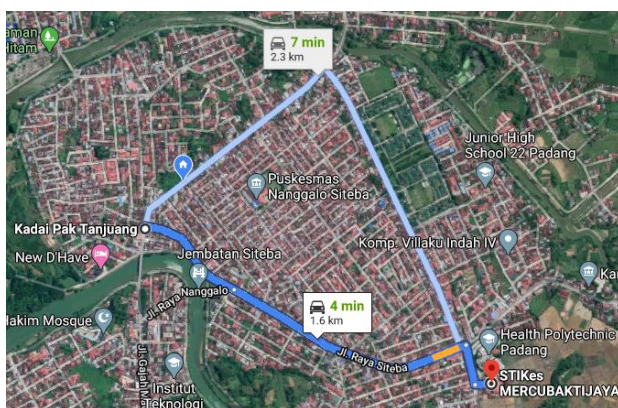 aman
Hitam
7 min
2.3 km
Junior High
School 22 Padang
Puskesmas
Nanggalo Siteba
Kadai Pak Tanjuang
New D'Have
Jembatan Siteba
Komp. Villaku Indah IV
Kan
Jl. Raya Nanggalo
4 min
1.6 km
lakim Mosque
Jl. Gajah M
Jl. Raya Siteba
Health Polytechnic
Padang
STIKes
MERCUBAKTIJAYA
Institut
Teknologi